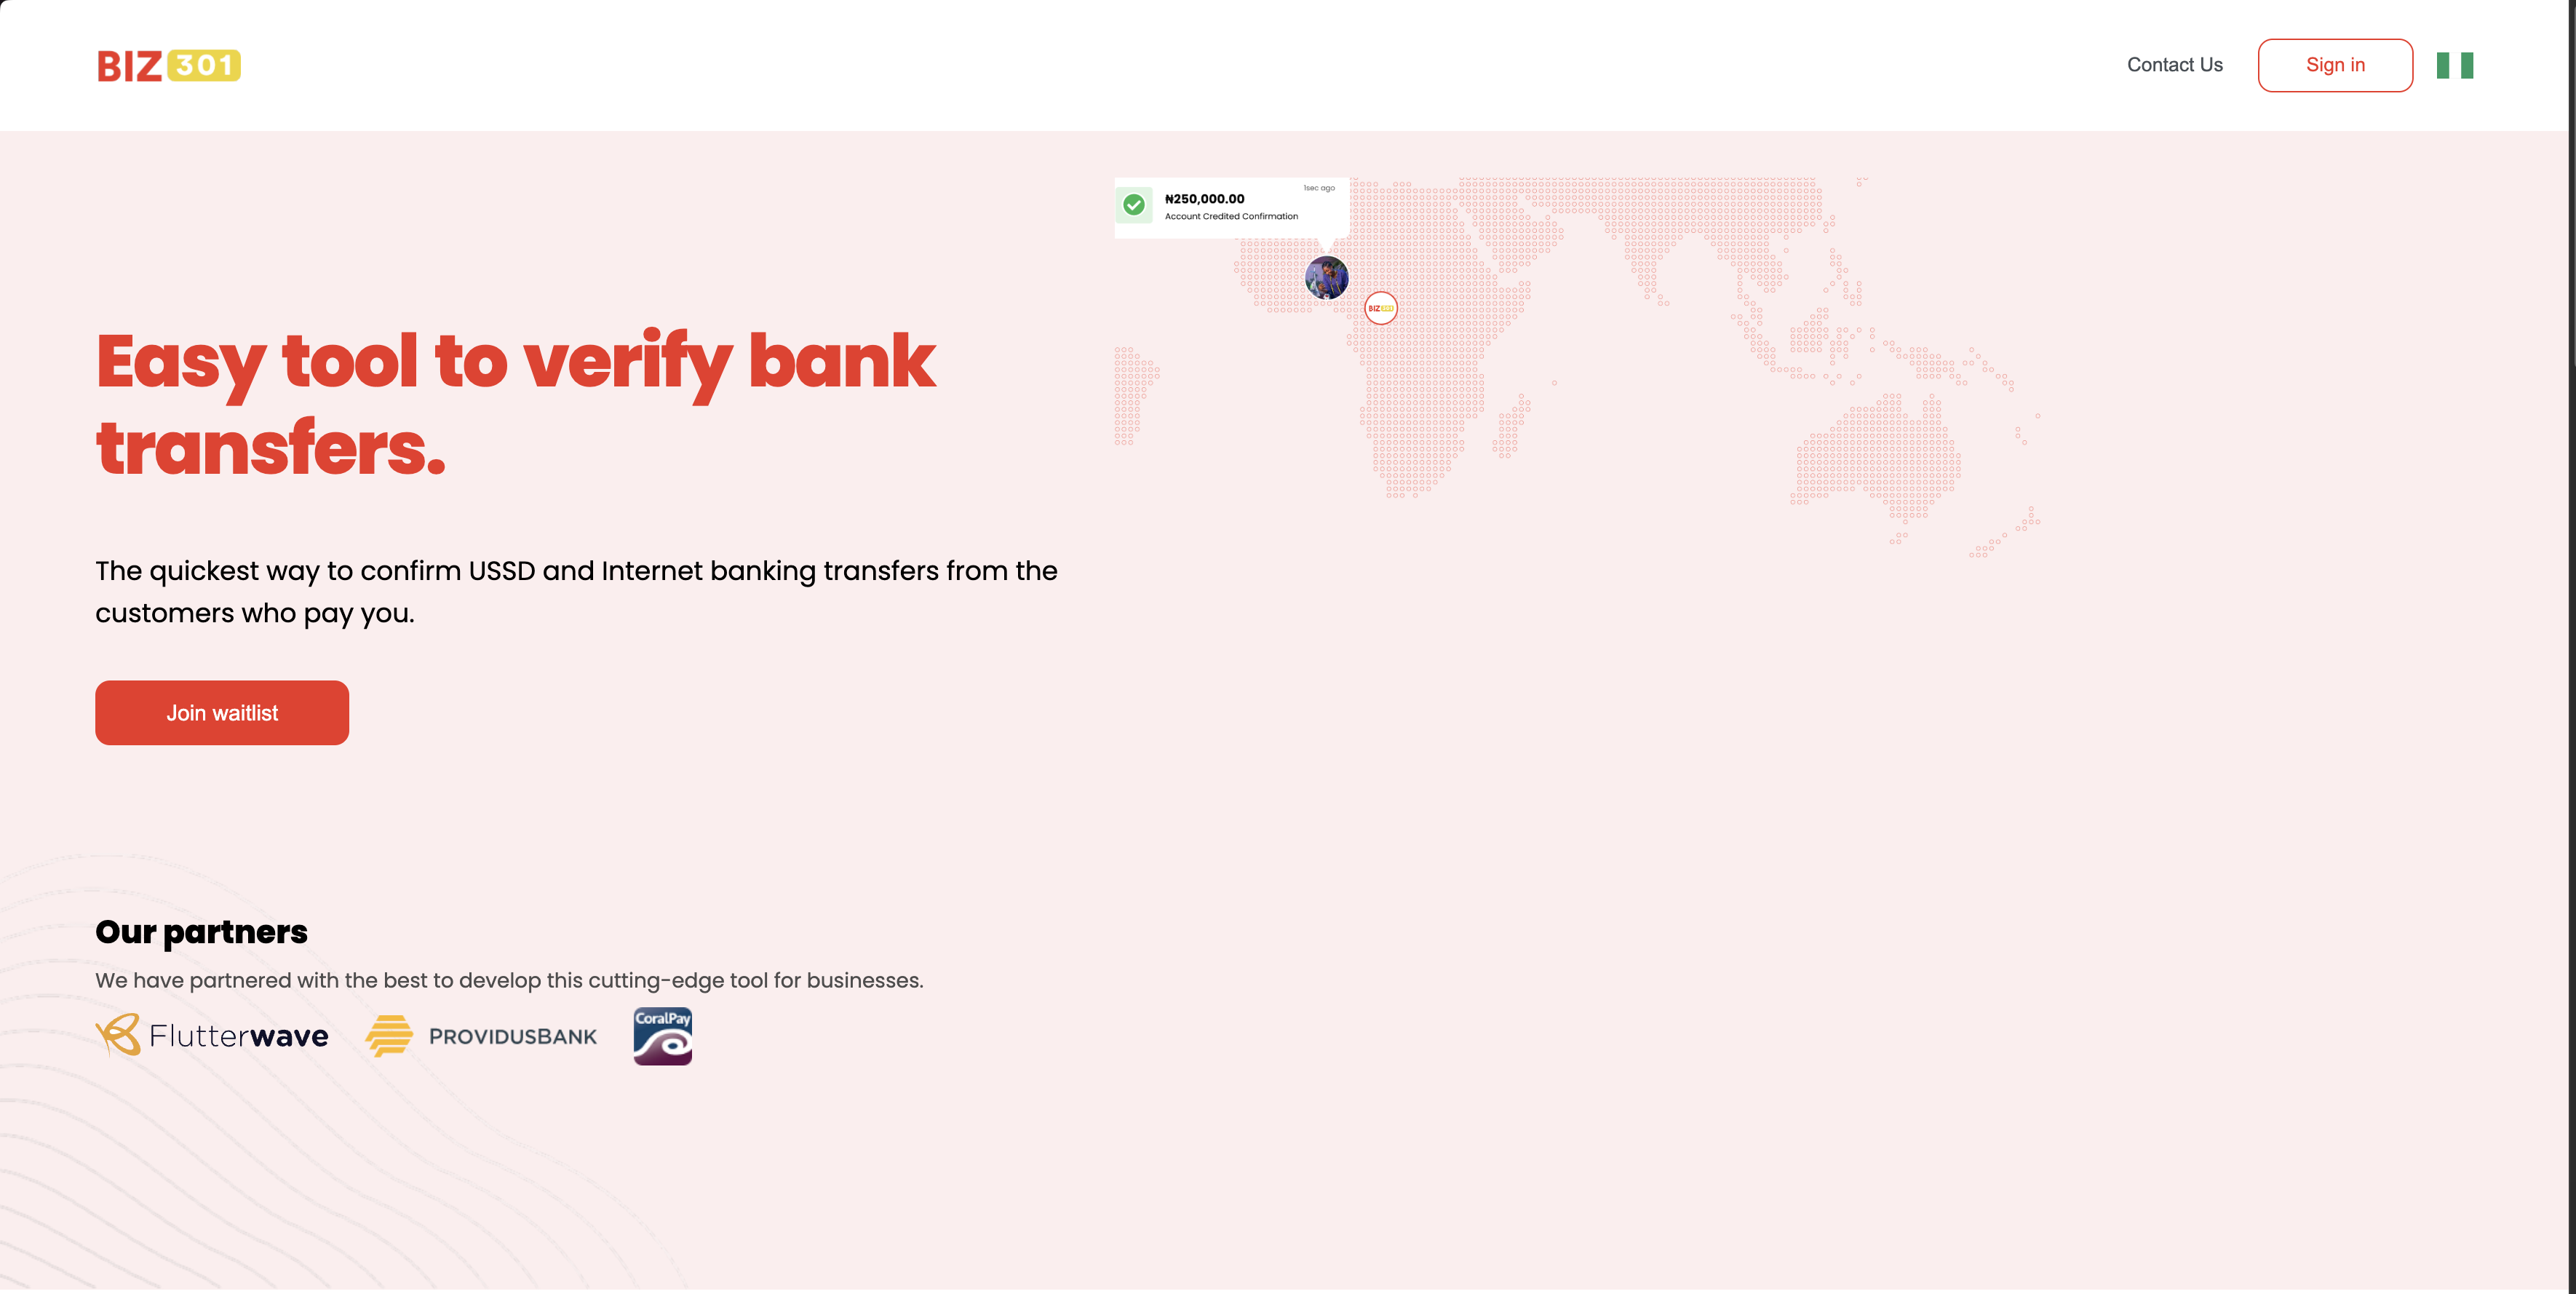 BIZ 301
Contact Us
Sign in
1sec ago
₦250,000.00
Account Credited Confirmation
BIZ301
Easy tool to verify bank
transfers.
The quickest way to confirm USSD and Internet banking transfers from the
customers who pay you.
Join waitlist
Our partners
We have partnered with the best to develop this cutting-edge tool for businesses.
Flutterwave
PROVIDUSBANK
CoralPay